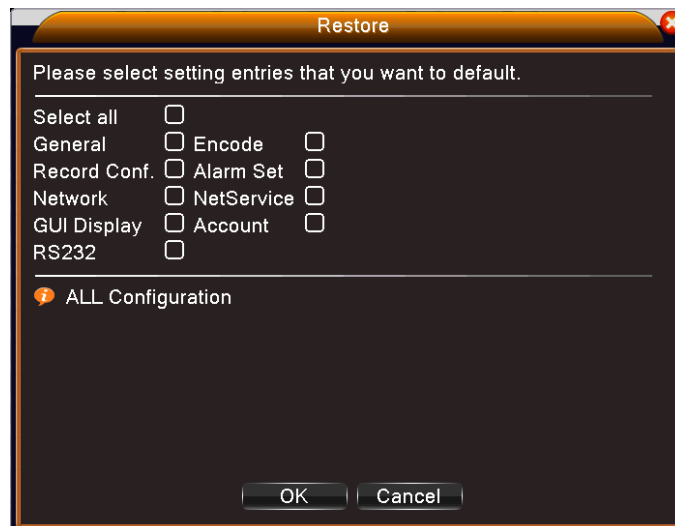 Restore
Please select setting entries that you want to default.
Select all
General Encode
Record Conf. Alarm Set
Network NetService
GUI Display Account
RS232
ALL Configuration
OK Cancel